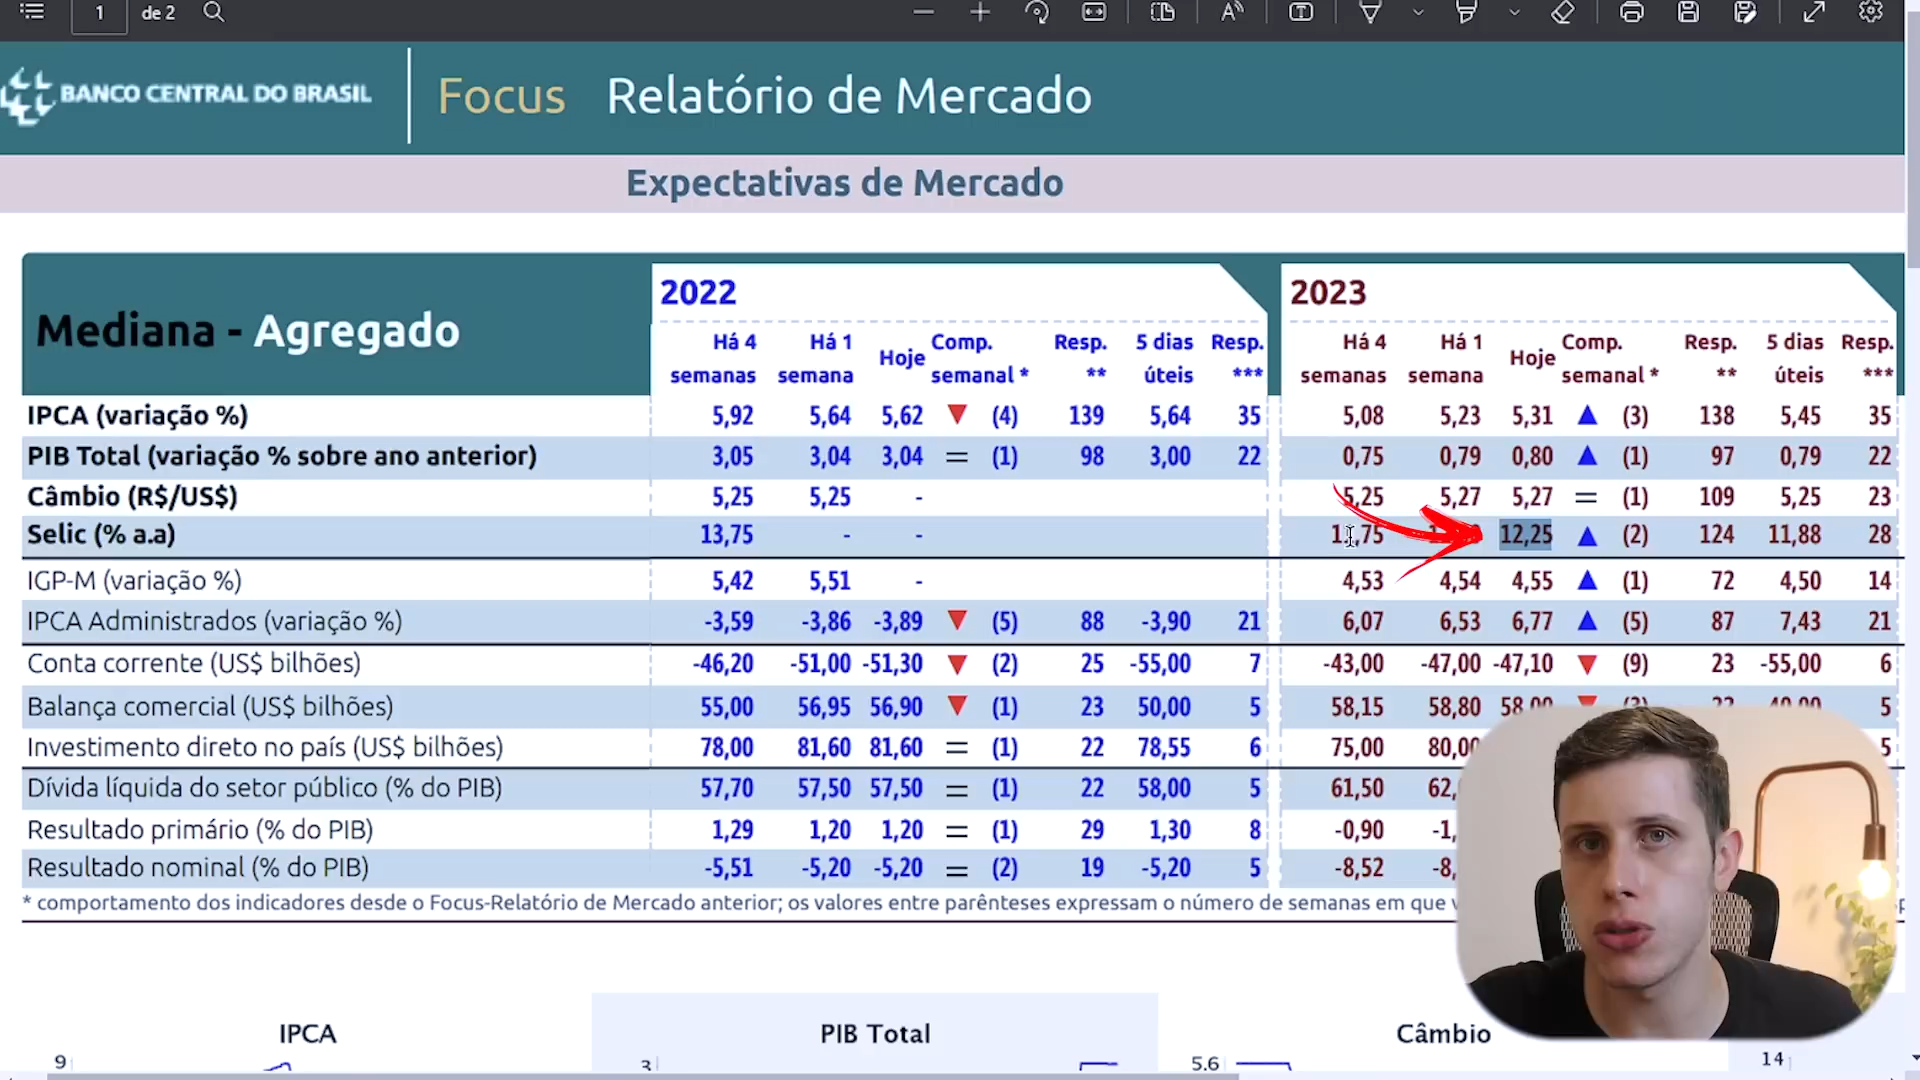 1 de 2
BANCO CENTRAL DO BRASIL Focus Relatório de Mercado
Expectativas de Mercado
Mediana - Agregado
2022 2023
Há 4 semanas Há 1 semana Hoje Comp. semanal * Resp. ** 5 dias úteis Resp. *** Há 4 semanas Há 1 semana Hoje Comp. semanal * Resp. ** 5 dias úteis Resp. ***
IPCA (variação %) 5,92 5,64 5,62 ▼ (4) 139 5,64 35 5,08 5,23 5,31 ▲ (3) 138 5,45 35
PIB Total (variação % sobre ano anterior) 3,05 3,04 3,04 = (1) 98 3,00 22 0,75 0,79 0,80 ▲ (1) 97 0,79 22
Câmbio (R$/US$) 5,25 5,25 - 5,25 5,27 5,27 = (1) 109 5,25 23
Selic (% a.a) 13,75 - - 12,25 ▲ (2) 124 11,88 28
IGP-M (variação %) 5,42 5,51 - 4,53 4,54 4,55 ▲ (1) 72 4,50 14
IPCA Administrados (variação %) -3,59 -3,86 -3,89 ▼ (5) 88 -3,90 21 6,07 6,53 6,77 ▲ (5) 87 7,43 21
Conta corrente (US$ bilhões) -46,20 -51,00 -51,30 ▼ (2) 25 -55,00 7 -43,00 -47,00 -47,10 ▼ (9) 23 -55,00 6
Balança comercial (US$ bilhões) 55,00 56,95 56,90 ▼ (1) 23 50,00 5 58,15 58,80 58,00 5
Investimento direto no país (US$ bilhões) 78,00 81,60 81,60 = (1) 22 78,55 6 75,00 80,00 5
Dívida líquida do setor público (% do PIB) 57,70 57,50 57,50 = (1) 22 58,00 5 61,50 62,
Resultado primário (% do PIB) 1,29 1,20 1,20 = (1) 29 1,30 8 -0,90 -1,
Resultado nominal (% do PIB) -5,51 -5,20 -5,20 = (2) 19 -5,20 5 -8,52 -8,
* comportamento dos indicadores desde o Focus-Relatório de Mercado anterior; os valores entre parênteses expressam o número de semanas em que
IPCA PIB Total Câmbio
9 3 5.6 14